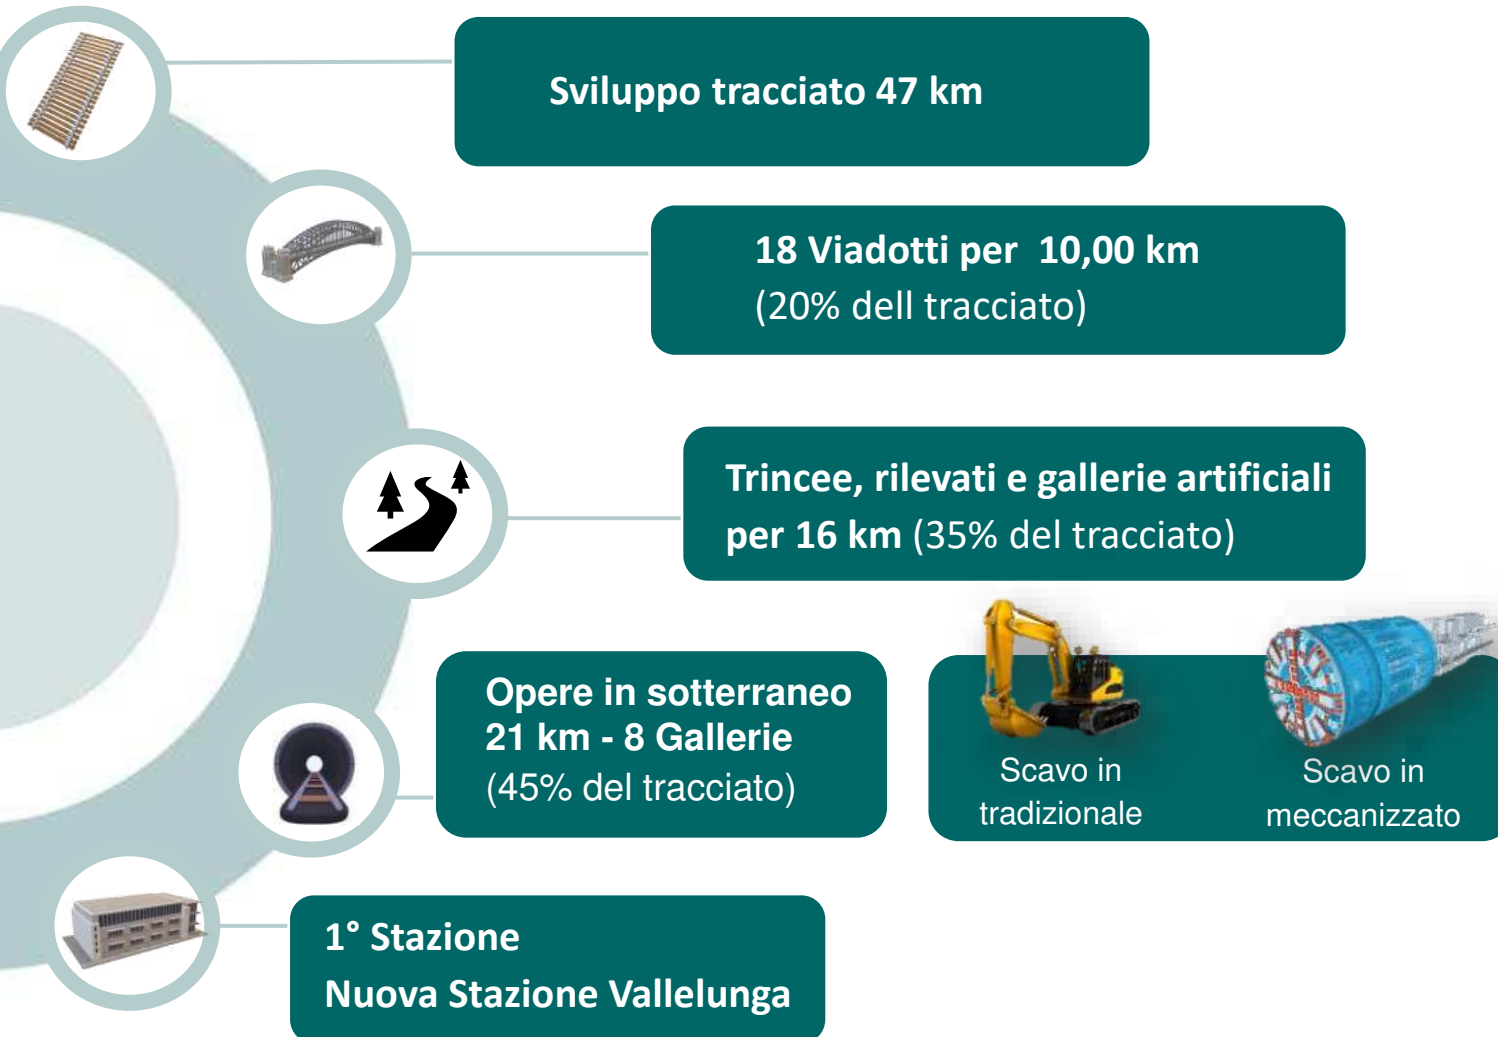 Sviluppo tracciato 47 km
18 Viadotti per 10,00 km
(20% dell tracciato)
Trincee, rilevati e gallerie artificiali
per 16 km (35% del tracciato)
Opere in sotterraneo
21 km - 8 Gallerie
(45% del tracciato)
Scavo in
tradizionale
Scavo in
meccanizzato
1° Stazione
Nuova Stazione Vallelunga